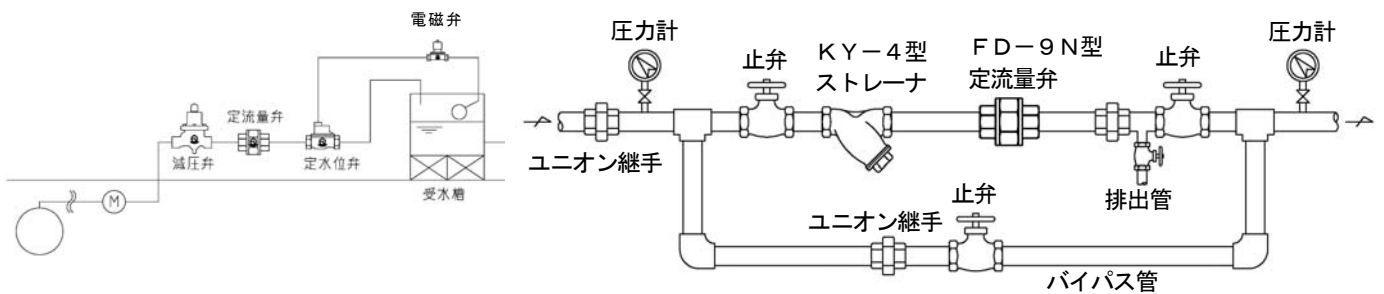 電磁弁
定流量弁
減圧弁
定水位弁
受水槽
M
圧力計
止弁
KY-4型
ストレーナ
FD-9N型
定流量弁
止弁
圧力計
ユニオン継手
排出管
ユニオン継手
止弁
バイパス管